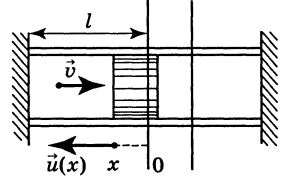 l
v⃗
u⃗(x) x 0